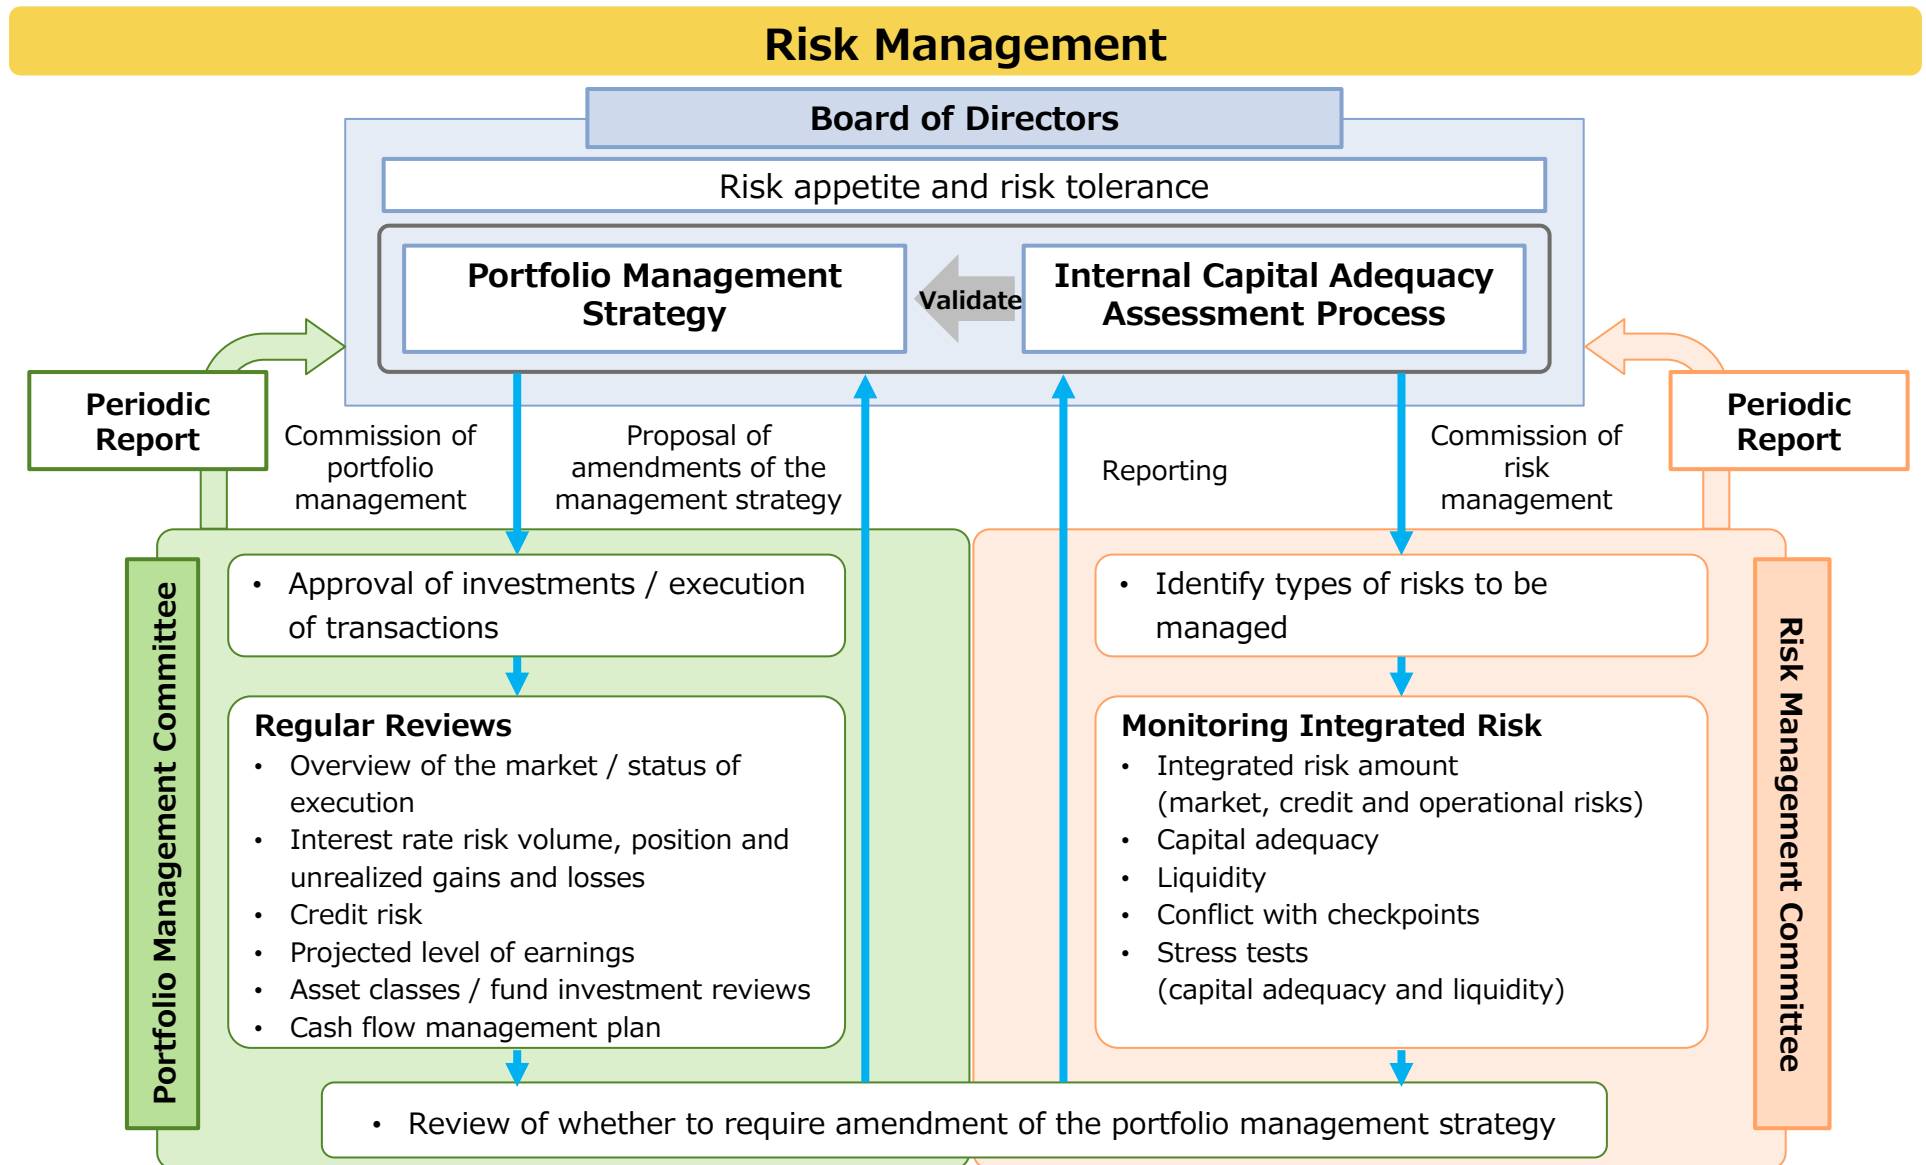 Risk Management
Board of Directors
Risk appetite and risk tolerance
Portfolio Management
Strategy
Validate
Internal Capital Adequacy
Assessment Process
Periodic
Report
Commission of
portfolio
management
Proposal of
amendments of the
management strategy
Reporting
Commission of
risk
management
Periodic
Report
Portfolio Management Committee
• Approval of investments / execution
of transactions
Regular Reviews
• Overview of the market / status of
execution
• Interest rate risk volume, position and
unrealized gains and losses
• Credit risk
• Projected level of earnings
• Asset classes / fund investment reviews
• Cash flow management plan
• Identify types of risks to be
managed
Monitoring Integrated Risk
• Integrated risk amount
(market, credit and operational risks)
• Capital adequacy
• Liquidity
• Conflict with checkpoints
• Stress tests
(capital adequacy and liquidity)
Risk Management Committee
• Review of whether to require amendment of the portfolio management strategy